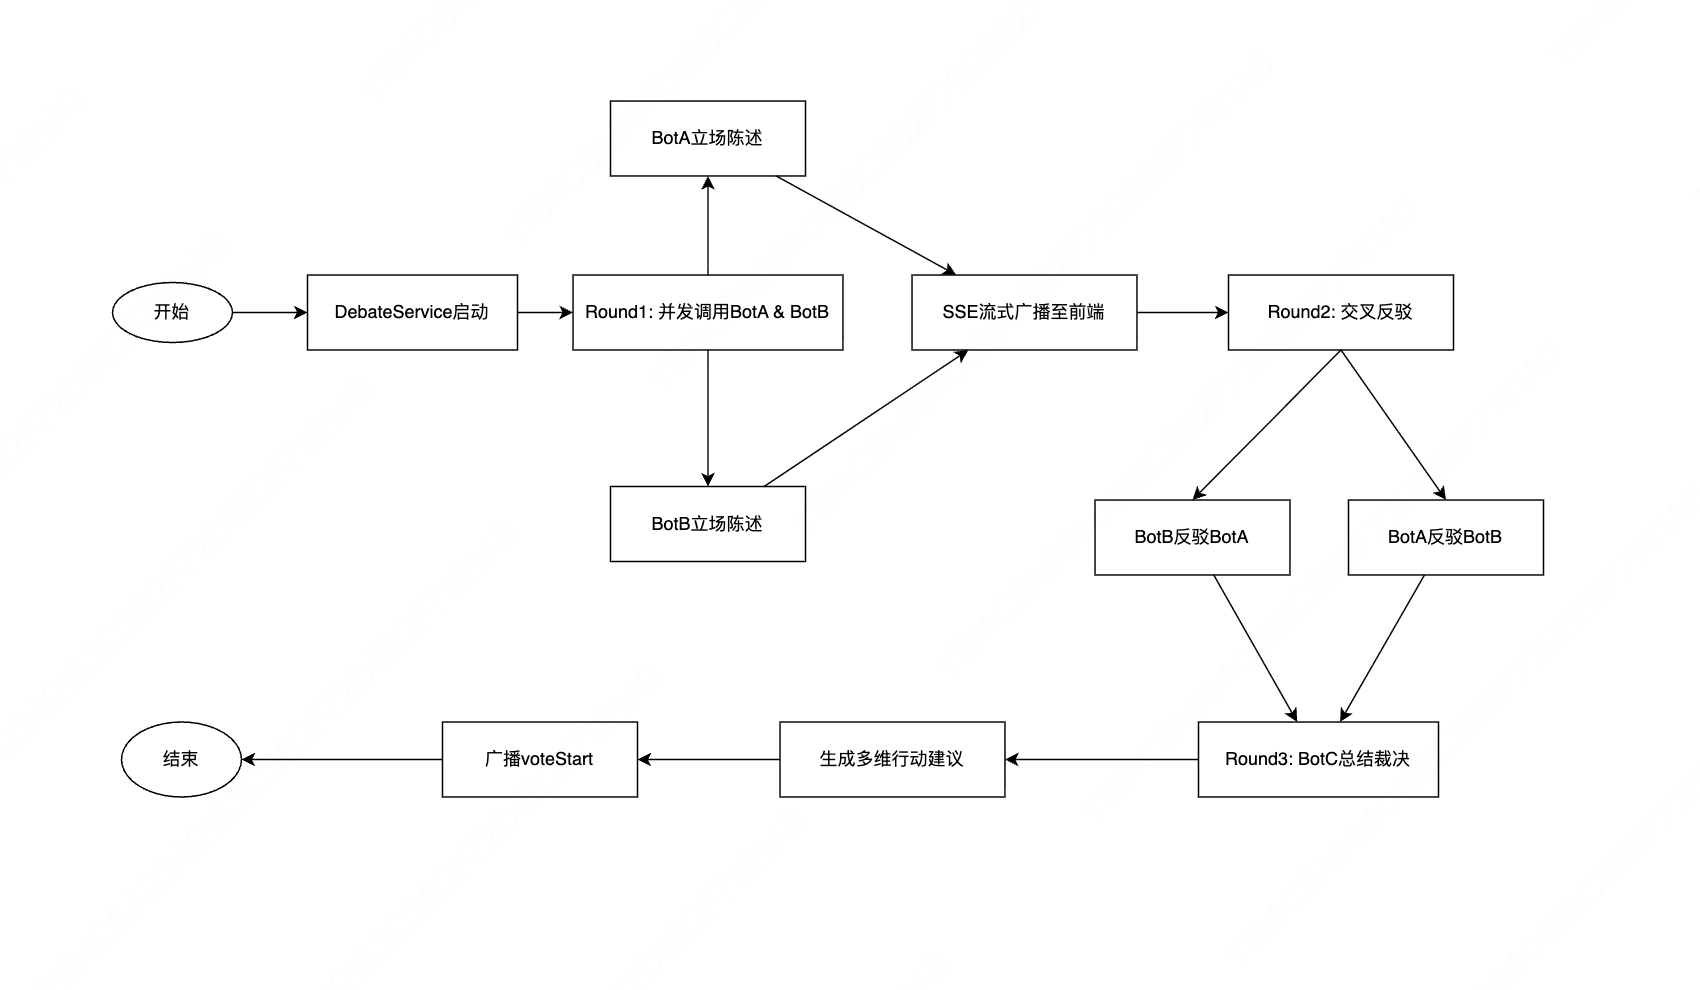 BotA立场陈述
开始
DebateService启动
Round1: 并发调用BotA & BotB
SSE流式广播至前端
Round2: 交叉反驳
BotB立场陈述
BotB反驳BotA
BotA反驳BotB
结束
广播voteStart
生成多维行动建议
Round3: BotC总结裁决